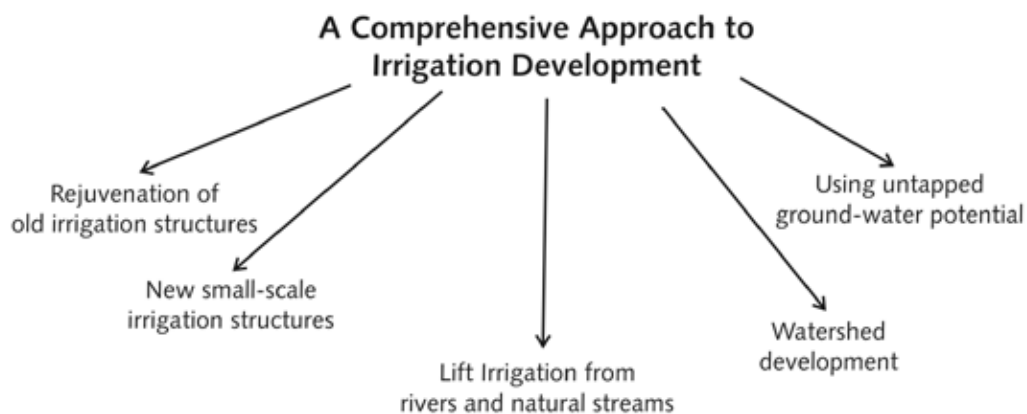 A Comprehensive Approach to
Irrigation Development
Rejuvenation of
old irrigation structures
New small-scale
irrigation structures
Lift Irrigation from
rivers and natural streams
Watershed
development
Using untapped
ground-water potential